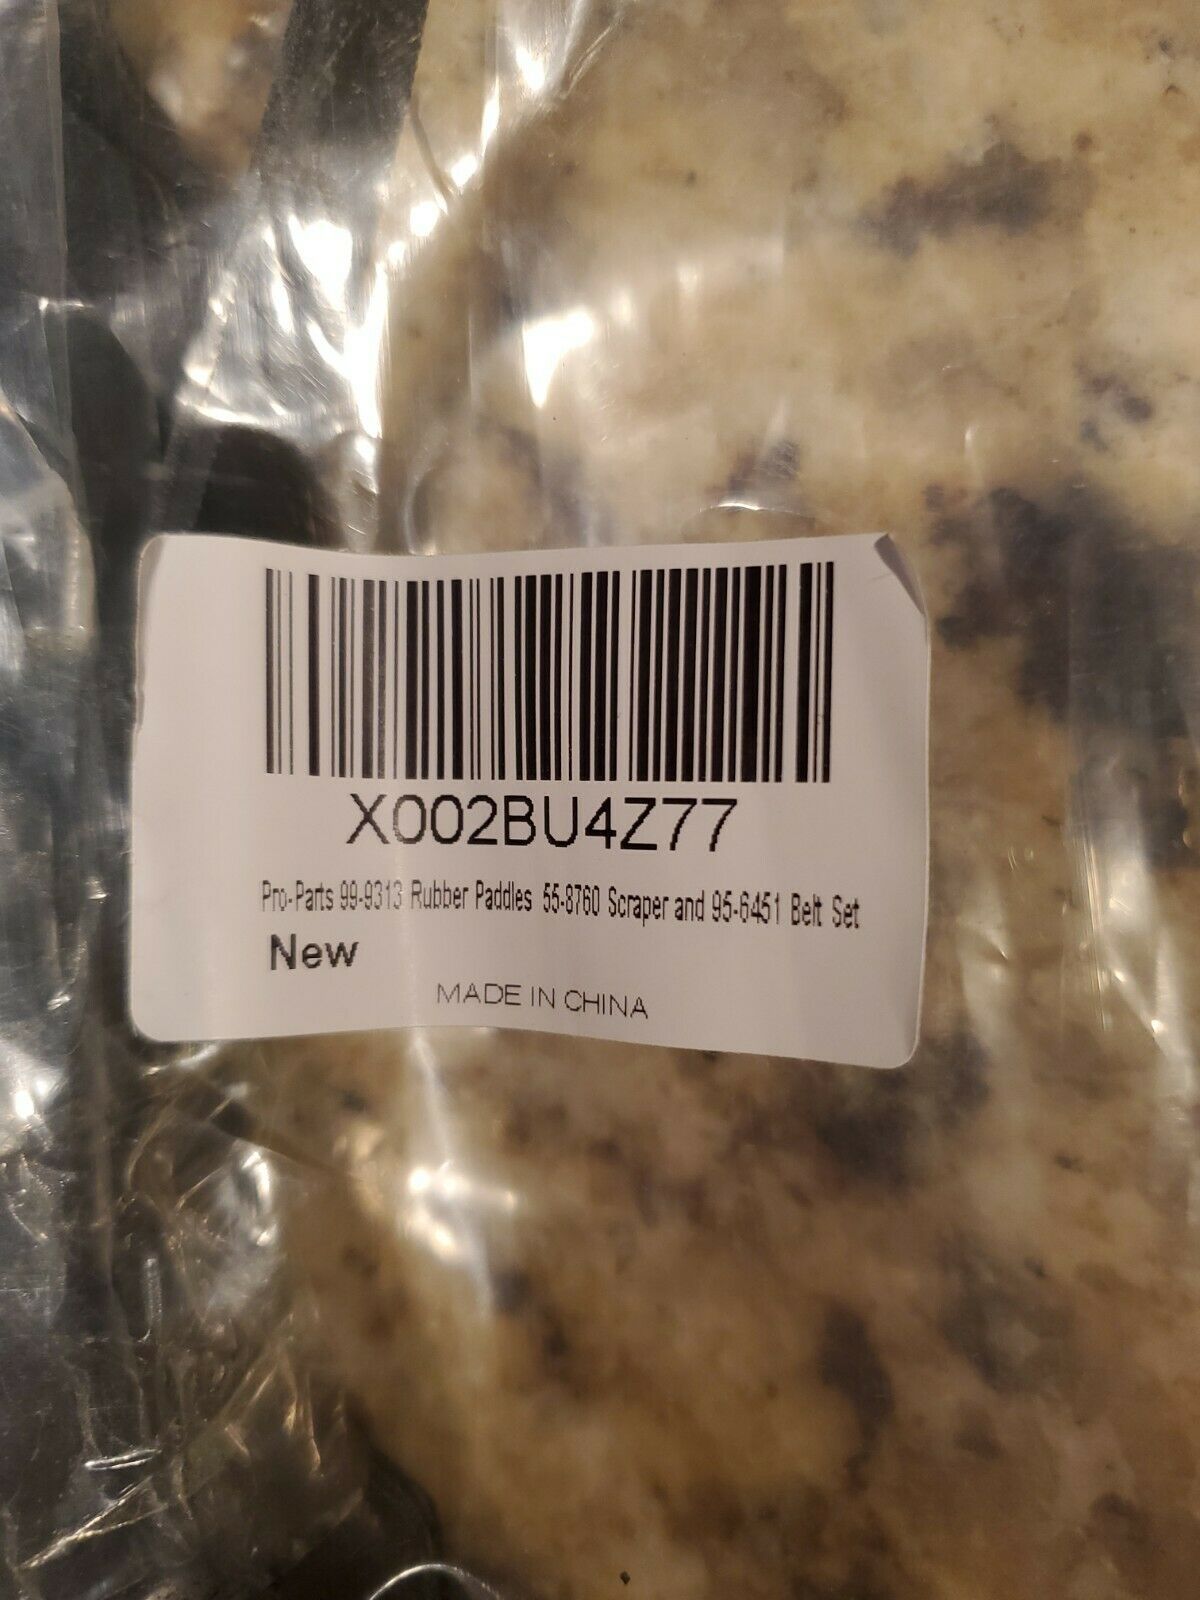 X002BU4Z77
Pro-Parts 99-9313 Rubber Paddles 55-8760 Scraper and 95-6451 Belt Set
New
MADE IN CHINA